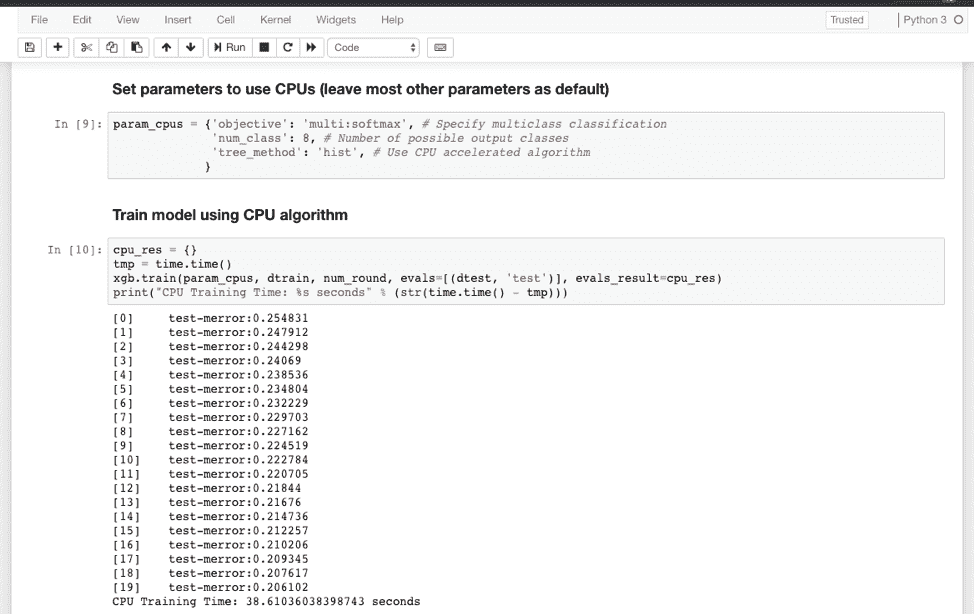 File Edit View Insert Cell Kernel Widgets Help Trusted Python 3
Run Code
Set parameters to use CPUs (leave most other parameters as default)
In [9]: param_cpus = {'objective': 'multi:softmax', # Specify multiclass classification
'num_class': 8, # Number of possible output classes
'tree_method': 'hist', # Use CPU accelerated algorithm
}
Train model using CPU algorithm
In [10]: cpu_res = {}
tmp = time.time()
xgb.train(param_cpus, dtrain, num_round, evals=[(dtest, 'test')], evals_result=cpu_res)
print("CPU Training Time: %s seconds" % (str(time.time() - tmp)))
[0] test-merror:0.254831
[1] test-merror:0.247912
[2] test-merror:0.244298
[3] test-merror:0.24069
[4] test-merror:0.238536
[5] test-merror:0.234804
[6] test-merror:0.232229
[7] test-merror:0.229703
[8] test-merror:0.227162
[9] test-merror:0.224519
[10] test-merror:0.222784
[11] test-merror:0.220705
[12] test-merror:0.21844
[13] test-merror:0.21676
[14] test-merror:0.214736
[15] test-merror:0.212257
[16] test-merror:0.210206
[17] test-merror:0.209345
[18] test-merror:0.207617
[19] test-merror:0.206102
CPU Training Time: 38.61036038398743 seconds